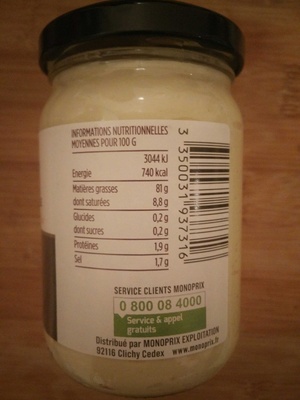 INFORMATIONS NUTRITIONNELLES
MOYENNES POUR 100 G
3044 kJ
Energie 740 kcal
Matières grasses 81 g
dont saturées 8,8 g
Glucides 0,2 g
dont sucres 0,2 g
Protéines 1,9 g
Sel 1,7 g
3 350031 937316
SERVICE CLIENTS MONOPRIX
0 800 08 4000
Service & appel
gratuits
Distribué par MONOPRIX EXPLOITATION
92116 Clichy Cedex www.monoprix.fr